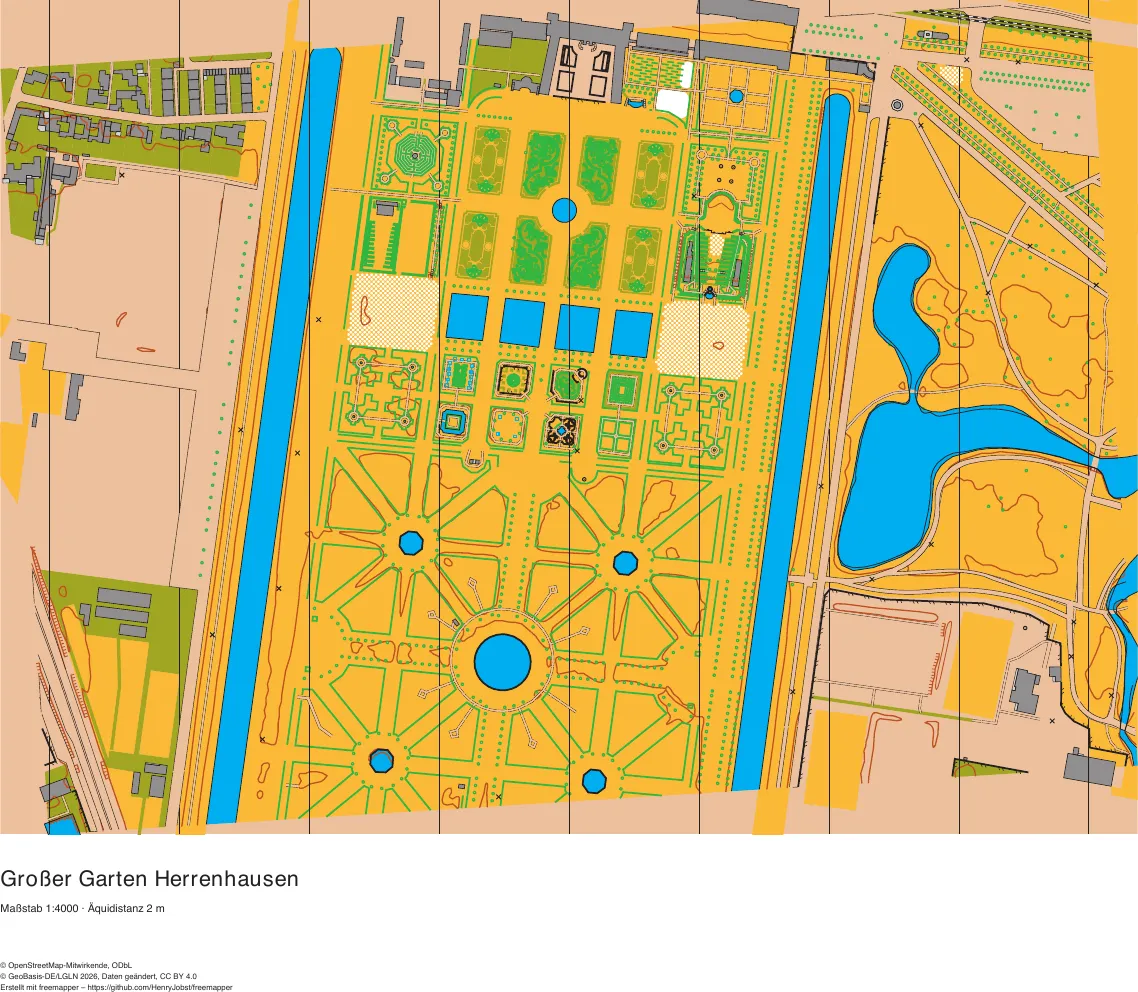 Großer Garten Herrenhausen
Maßstab 1:4000 · Äquidistanz 2 m
© OpenStreetMap-Mitwirkende, ODbL
© GeoBasis-DE/LGLN 2026, Daten geändert, CC BY 4.0
Erstellt mit freemapper – https://github.com/HenryJobst/freemapper